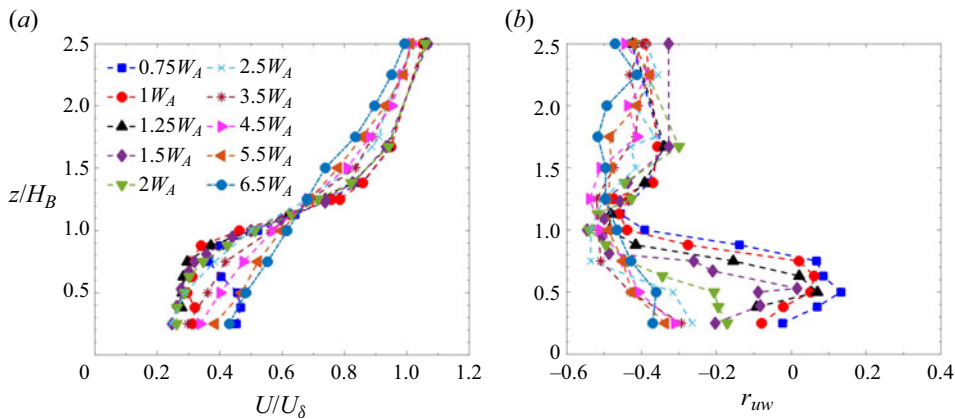 (a)
(b)
2.5
2.0
1.5
1.0
0.5
0
z/H_B
0.75W_A
1W_A
1.25W_A
1.5W_A
2W_A
2.5W_A
3.5W_A
4.5W_A
5.5W_A
6.5W_A
0.2 0.4 0.6 0.8 1.0 1.2
U/U_δ
2.5
2.0
1.5
1.0
0.5
0
–0.6 –0.4 –0.2 0 0.2 0.4
r_{uw}